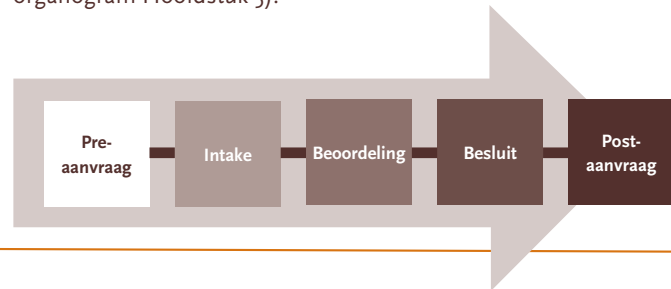 organogram Hoofdstuk 5).
Pre-
aanvraag
Intake
Beoordeling
Besluit
Post-
aanvraag